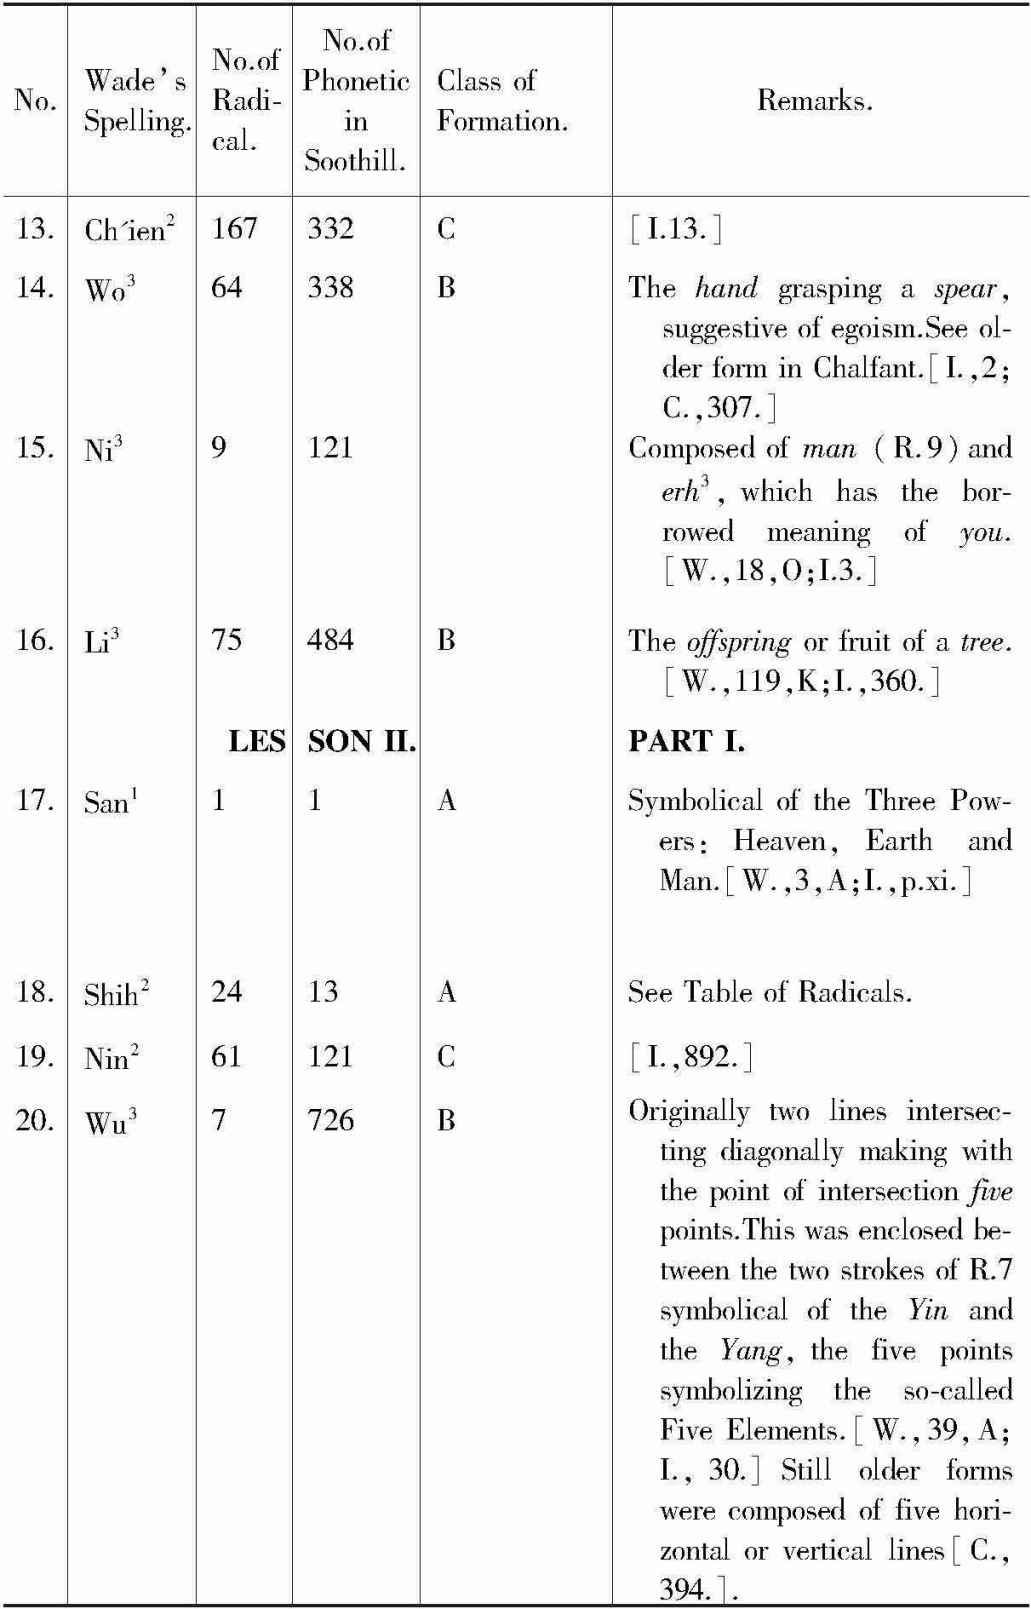 No. Wade's Spelling. No.of Radi-cal. No.of Phonetic in Soothill. Class of Formation. Remarks.
13. Ch´ien² 167 332 C [I.13.]
14. Wo³ 64 338 B The hand grasping a spear,
suggestive of egoism.See ol-
der form in Chalfant.[I.,2;
C.,307.]
15. Ni³ 9 121 Composed of man (R.9) and
erh³, which has the bor-
rowed meaning of you.
[W.,18,O;I.3.]
16. Li³ 75 484 B The offspring or fruit of a tree.
[W.,119,K;I.,360.]
LES SON II. PART I.
17. San¹ 1 1 A Symbolical of the Three Pow-
ers: Heaven, Earth and
Man.[W.,3,A;I.,p.xi.]
18. Shih² 24 13 A See Table of Radicals.
19. Nin² 61 121 C [I.,892.]
20. Wu³ 7 726 B Originally two lines intersec-
ting diagonally making with
the point of intersection five
points.This was enclosed be-
tween the two strokes of R.7
symbolical of the Yin and
the Yang, the five points
symbolizing the so-called
Five Elements.[W.,39,A;
I., 30.] Still older forms
were composed of five hori-
zontal or vertical lines[C.,
394.].